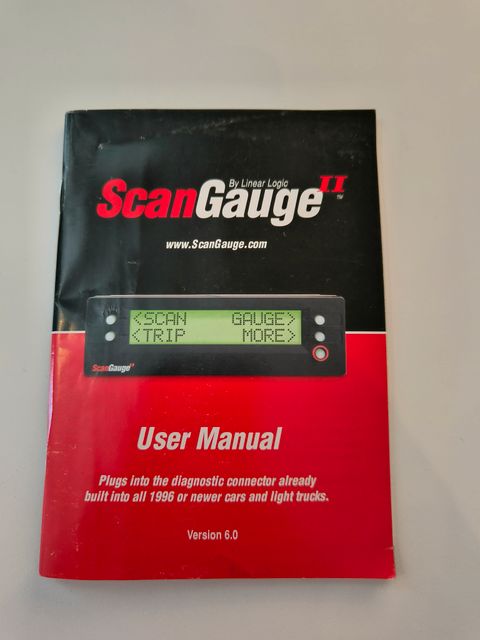 By Linear Logic
ScanGauge II
TM
www.ScanGauge.com
<SCAN GAUGE>
<TRIP MORE>
ScanGauge II
User Manual
Plugs into the diagnostic connector already
built into all 1996 or newer cars and light trucks.
Version 6.0